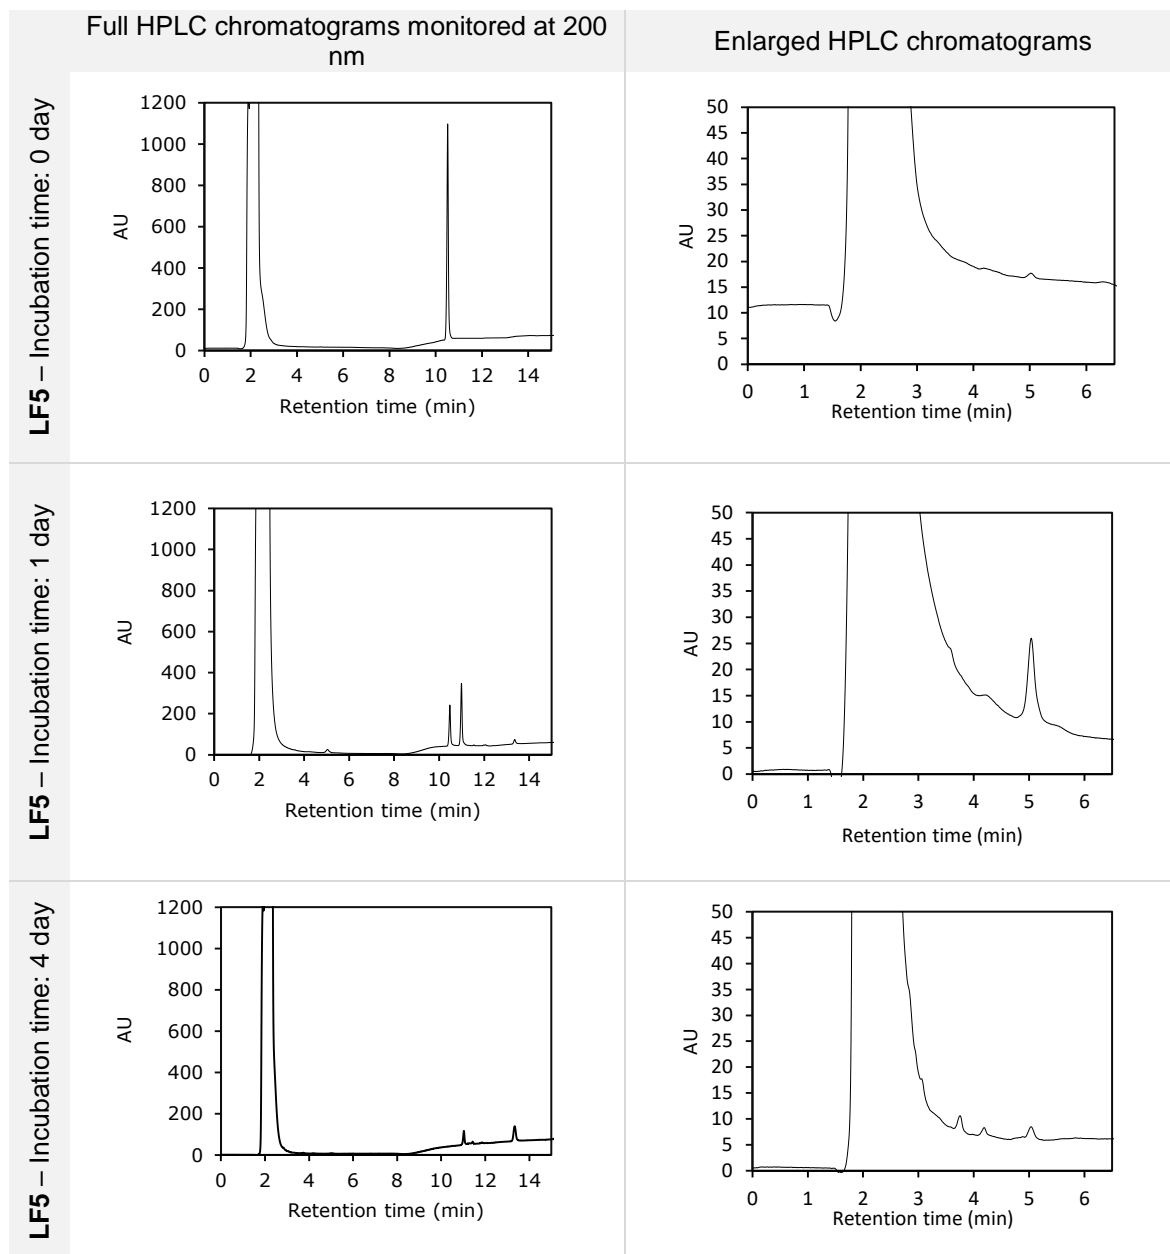 Full HPLC chromatograms monitored at 200
nm
Enlarged HPLC chromatograms
LF5 – Incubation time: 0 day
1200
1000
800
600
400
200
0
AU
0 2 4 6 8 10 12 14
Retention time (min)
50
45
40
35
30
25
20
15
10
5
0
AU
0 1 2 3 4 5 6
Retention time (min)
LF5 – Incubation time: 1 day
1200
1000
800
600
400
200
0
AU
0 2 4 6 8 10 12 14
Retention time (min)
50
45
40
35
30
25
20
15
10
5
0
AU
0 1 2 3 4 5 6
Retention time (min)
LF5 – Incubation time: 4 day
1200
1000
800
600
400
200
0
AU
0 2 4 6 8 10 12 14
Retention time (min)
50
45
40
35
30
25
20
15
10
5
0
AU
0 1 2 3 4 5 6
Retention time (min)